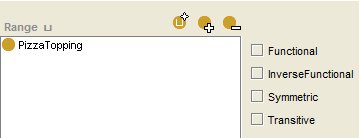 Range
PizzaTopping
Functional
InverseFunctional
Symmetric
Transitive